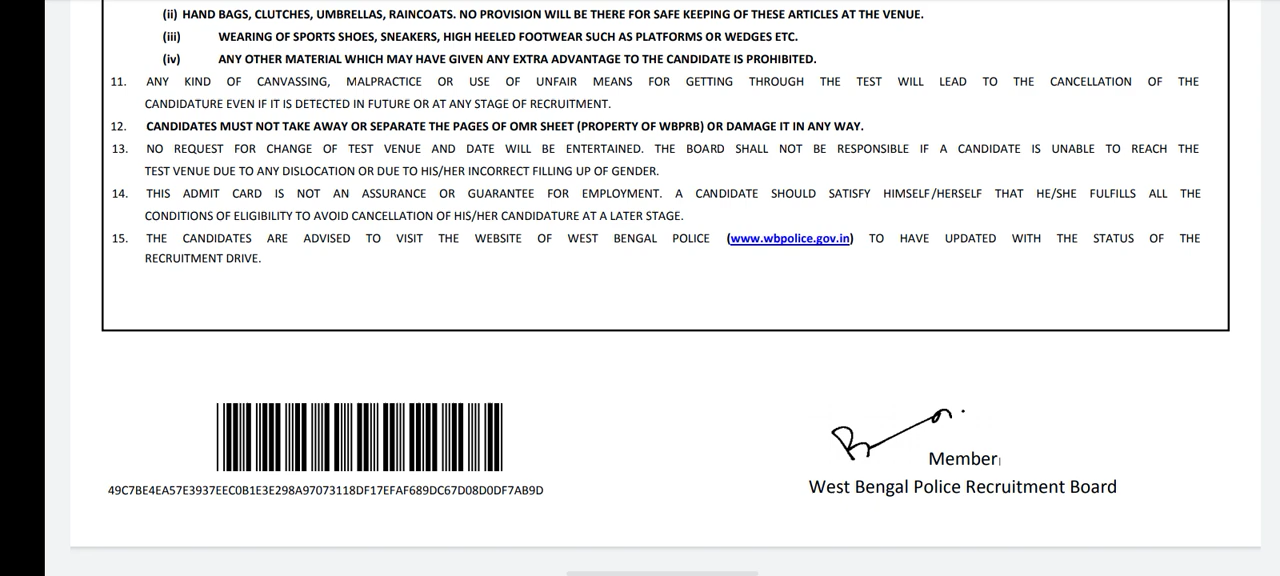 (ii) HAND BAGS, CLUTCHES, UMBRELLAS, RAINCOATS. NO PROVISION WILL BE THERE FOR SAFE KEEPING OF THESE ARTICLES AT THE VENUE.
(iii) WEARING OF SPORTS SHOES, SNEAKERS, HIGH HEELED FOOTWEAR SUCH AS PLATFORMS OR WEDGES ETC.
(iv) ANY OTHER MATERIAL WHICH MAY HAVE GIVEN ANY EXTRA ADVANTAGE TO THE CANDIDATE IS PROHIBITED.
11. ANY KIND OF CANVASSING, MALPRACTICE OR USE OF UNFAIR MEANS FOR GETTING THROUGH THE TEST WILL LEAD TO THE CANCELLATION OF THE
CANDIDATURE EVEN IF IT IS DETECTED IN FUTURE OR AT ANY STAGE OF RECRUITMENT.
12. CANDIDATES MUST NOT TAKE AWAY OR SEPARATE THE PAGES OF OMR SHEET (PROPERTY OF WBPRB) OR DAMAGE IT IN ANY WAY.
13. NO REQUEST FOR CHANGE OF TEST VENUE AND DATE WILL BE ENTERTAINED. THE BOARD SHALL NOT BE RESPONSIBLE IF A CANDIDATE IS UNABLE TO REACH THE
TEST VENUE DUE TO ANY DISLOCATION OR DUE TO HIS/HER INCORRECT FILLING UP OF GENDER.
14. THIS ADMIT CARD IS NOT AN ASSURANCE OR GUARANTEE FOR EMPLOYMENT. A CANDIDATE SHOULD SATISFY HIMSELF/HERSELF THAT HE/SHE FULFILLS ALL THE
CONDITIONS OF ELIGIBILITY TO AVOID CANCELLATION OF HIS/HER CANDIDATURE AT A LATER STAGE.
15. THE CANDIDATES ARE ADVISED TO VISIT THE WEBSITE OF WEST BENGAL POLICE (www.wbpolice.gov.in) TO HAVE UPDATED WITH THE STATUS OF THE
RECRUITMENT DRIVE.
49C7BE4EA57E3937EEC0B1E3E298A97073118DF17EFAF689DC67D08D0DF7AB9D
Member
West Bengal Police Recruitment Board